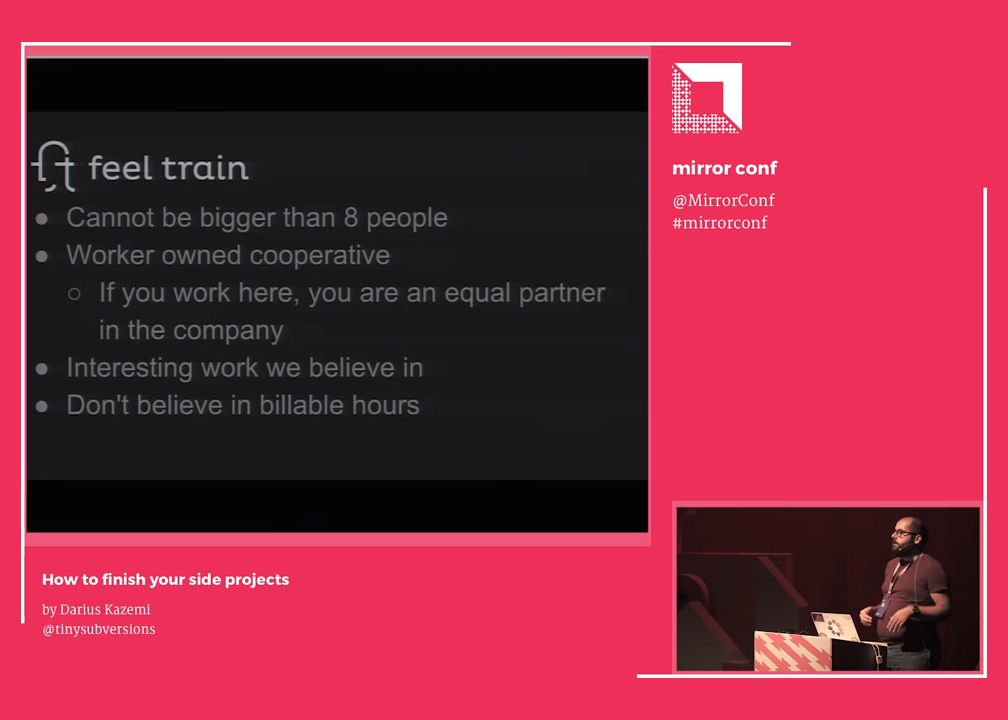 feel train
● Cannot be bigger than 8 people
● Worker owned cooperative
○ If you work here, you are an equal partner
in the company
● Interesting work we believe in
● Don't believe in billable hours
mirror conf
@MirrorConf
#mirrorconf
How to finish your side projects
by Darius Kazemi
@tinysubversions